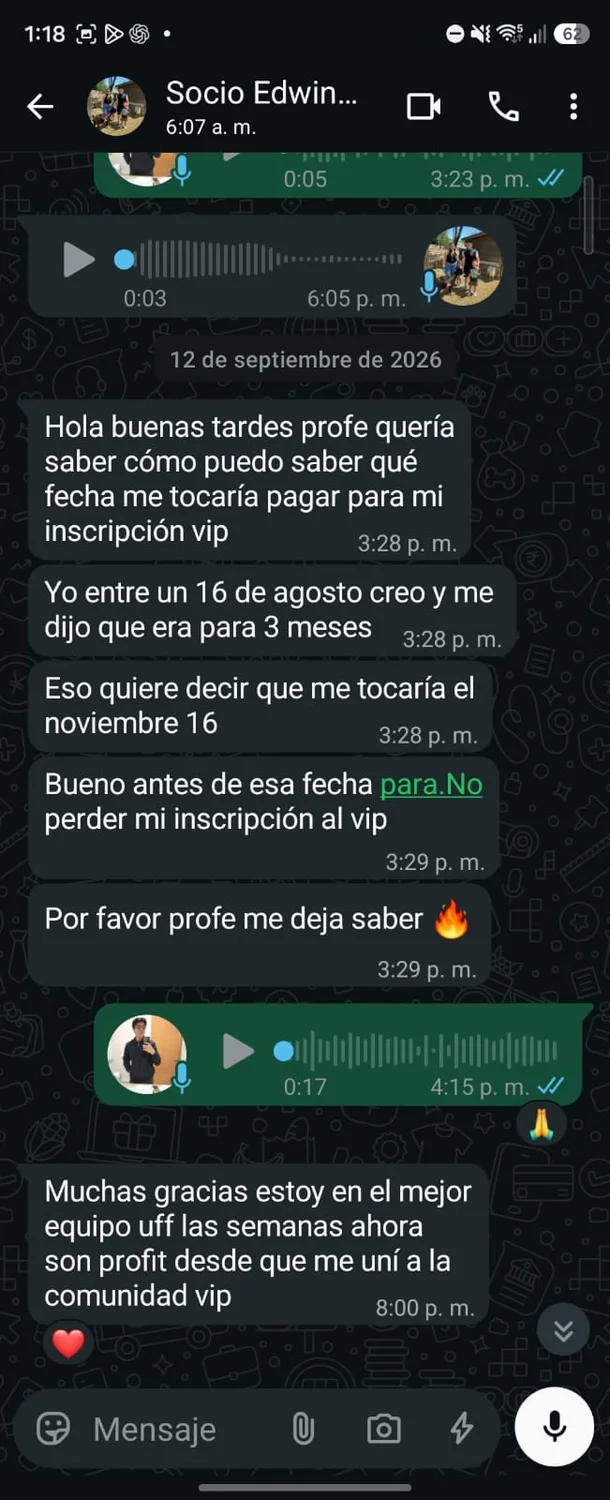 1:18
62
Socio Edwin...
6:07 a. m.
0:05 3:23 p. m.
0:03 6:05 p. m.
12 de septiembre de 2026
Hola buenas tardes profe quería
saber cómo puedo saber qué
fecha me tocaría pagar para mi
inscripción vip
3:28 p. m.
Yo entre un 16 de agosto creo y me
dijo que era para 3 meses
3:28 p. m.
Eso quiere decir que me tocaría el
noviembre 16
3:28 p. m.
Bueno antes de esa fecha para.No
perder mi inscripción al vip
3:29 p. m.
Por favor profe me deja saber 🔥
3:29 p. m.
0:17 4:15 p. m.
Muchas gracias estoy en el mejor
equipo uff las semanas ahora
son profit desde que me uní a la
comunidad vip
8:00 p. m.
Mensaje